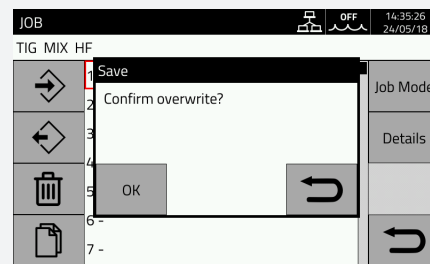 JOB
OFF
14:35:26
24/05/18
TIG MIX HF
Save
Confirm overwrite?
OK
Job Mode
Details
1
2
3
4
5
6 -
7 -